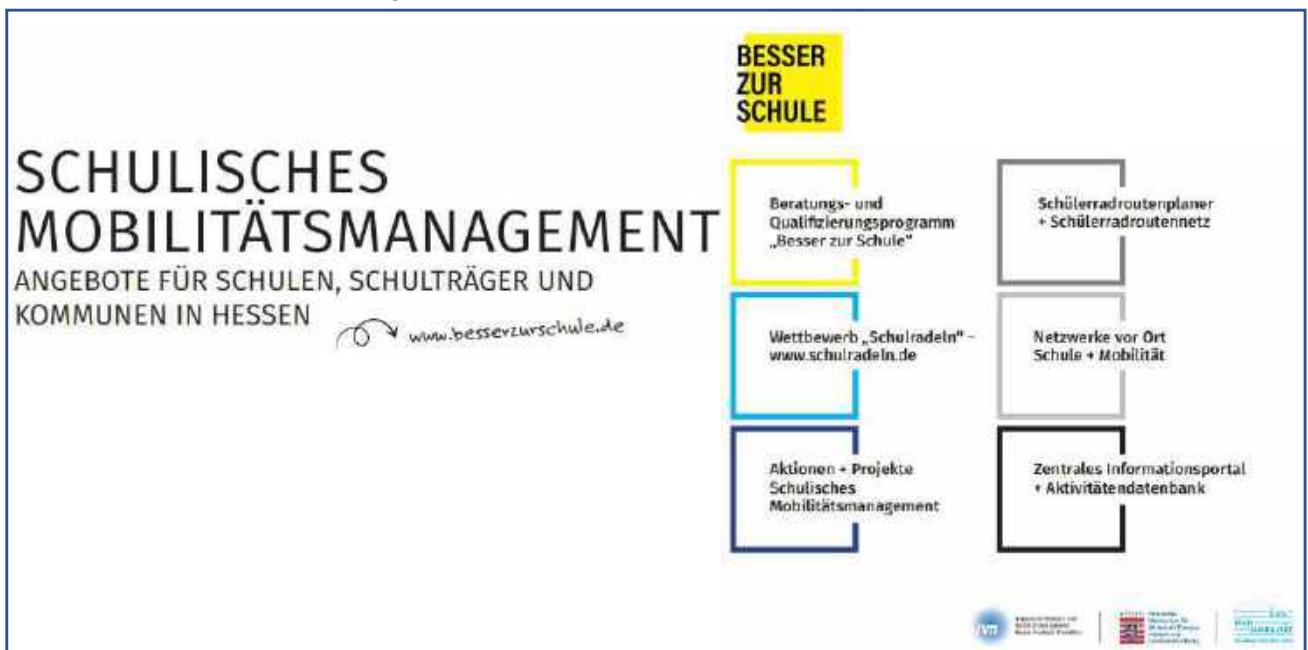 BESSER
ZUR
SCHULE
SCHULISCHES
MOBILITÄTSMANAGEMENT
ANGEBOTE FÜR SCHULEN, SCHULTRÄGER UND
KOMMUNEN IN HESSEN
www.besserzurschule.de
Beratungs- und
Qualifizierungsprogramm
„Besser zur Schule“
Schülerradroutenplaner
+ Schülerradroutennetz
Wettbewerb „Schulradeln“ –
www.schulradeln.de
Netzwerke vor Ort
Schule + Mobilität
Aktionen + Projekte
Schulisches
Mobilitätsmanagement
Zentrales Informationsportal
+ Aktivitätendatenbank
ivm